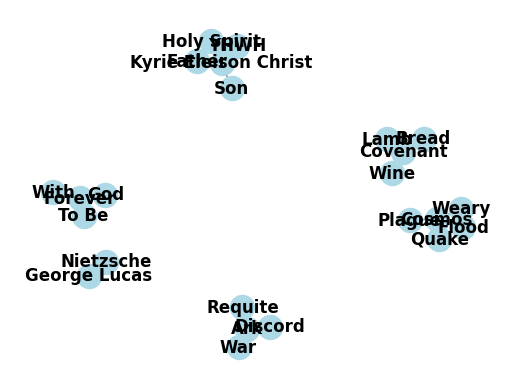 Holy Spirit
YHWH
Father
Kyrie Eleison Christ
Son
Lamb
Bread
Covenant
Wine
With
God
Forever
To Be
Weary
Plague
Cosmos
Flood
Quake
Nietzsche
George Lucas
Requite
Ark
Discord
War